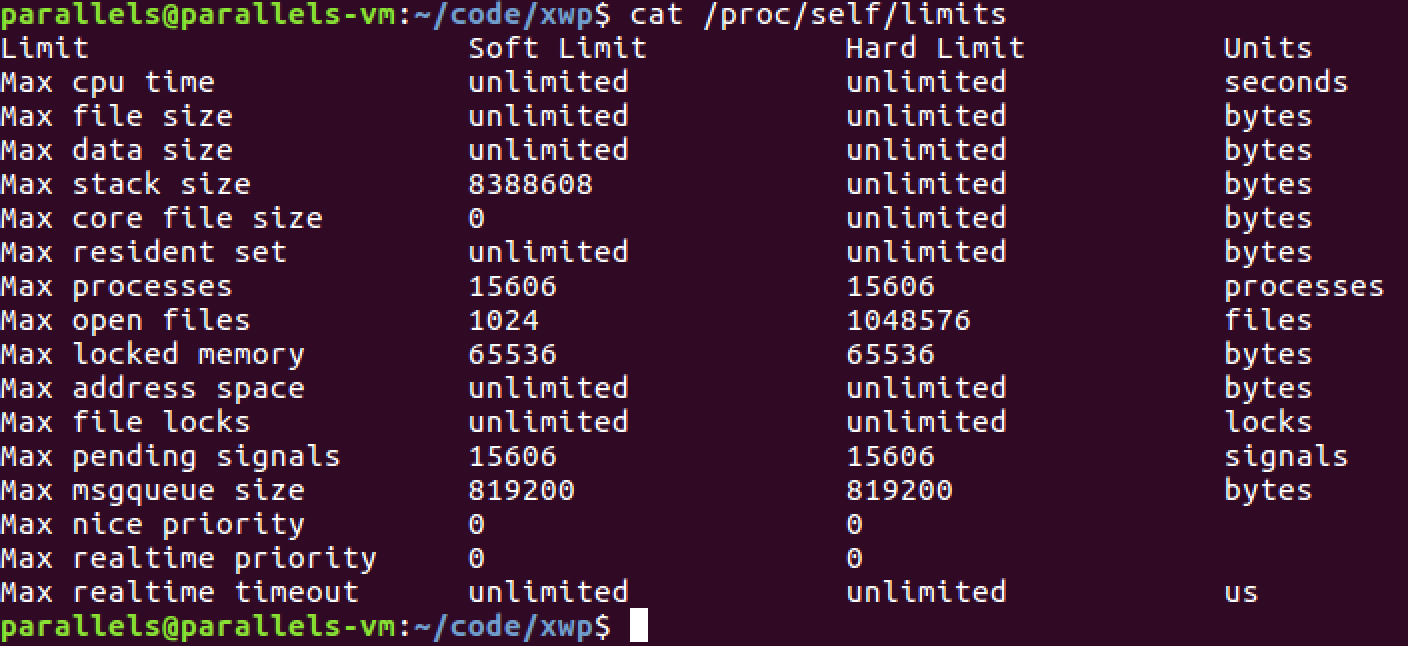 parallels@parallels-vm:~/code/xwp$ cat /proc/self/limits
Limit                     Soft Limit           Hard Limit           Units
Max cpu time              unlimited            unlimited            seconds
Max file size             unlimited            unlimited            bytes
Max data size             unlimited            unlimited            bytes
Max stack size            8388608              unlimited            bytes
Max core file size        0                    unlimited            bytes
Max resident set          unlimited            unlimited            bytes
Max processes             15606                15606                processes
Max open files            1024                 1048576              files
Max locked memory         65536                65536                bytes
Max address space         unlimited            unlimited            bytes
Max file locks            unlimited            unlimited            locks
Max pending signals       15606                15606                signals
Max msgqueue size         819200               819200               bytes
Max nice priority         0                    0
Max realtime priority     0                    0
Max realtime timeout      unlimited            unlimited            us
parallels@parallels-vm:~/code/xwp$